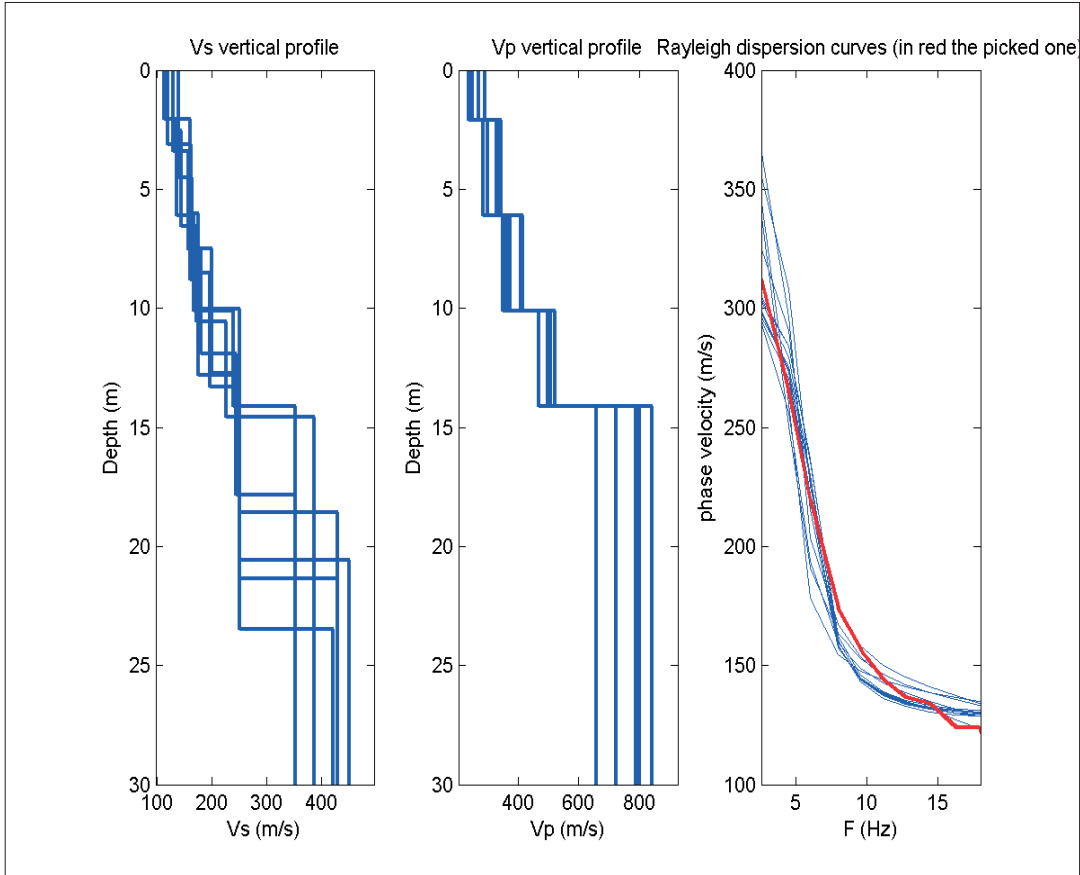 Vs vertical profile
0
5
10
15
20
25
30
Depth (m)
100 200 300 400
Vs (m/s)
Vp vertical profile
0
5
10
15
20
25
30
Depth (m)
400 600 800
Vp (m/s)
Rayleigh dispersion curves (in red the picked one)
400
350
300
250
200
150
100
phase velocity (m/s)
5 10 15
F (Hz)